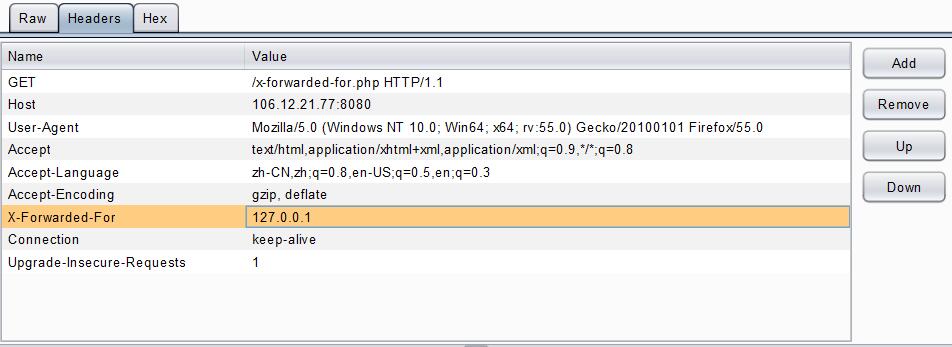 Raw Headers Hex
Name Value
GET /x-forwarded-for.php HTTP/1.1
Host 106.12.21.77:8080
User-Agent Mozilla/5.0 (Windows NT 10.0; Win64; x64; rv:55.0) Gecko/20100101 Firefox/55.0
Accept text/html,application/xhtml+xml,application/xml;q=0.9,*/*;q=0.8
Accept-Language zh-CN,zh;q=0.8,en-US;q=0.5,en;q=0.3
Accept-Encoding gzip, deflate
X-Forwarded-For 127.0.0.1
Connection keep-alive
Upgrade-Insecure-Requests 1
Add
Remove
Up
Down